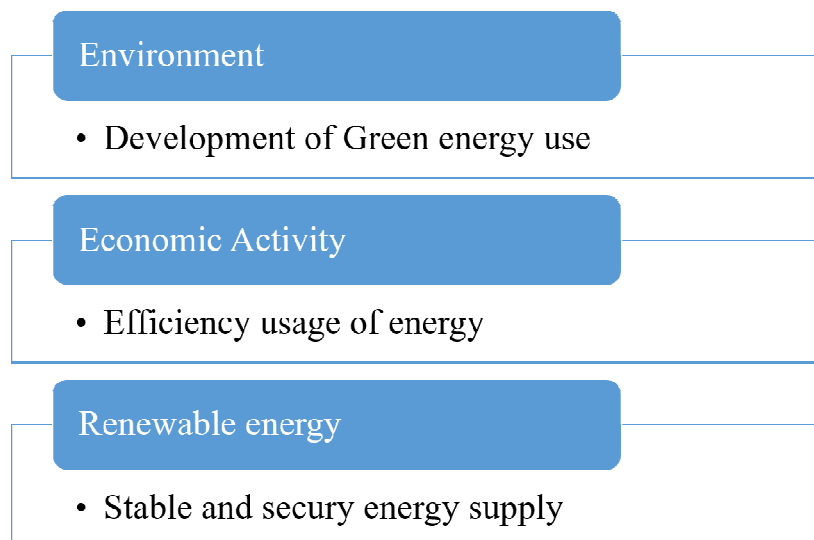 Environment
• Development of Green energy use
Economic Activity
• Efficiency usage of energy
Renewable energy
• Stable and secury energy supply